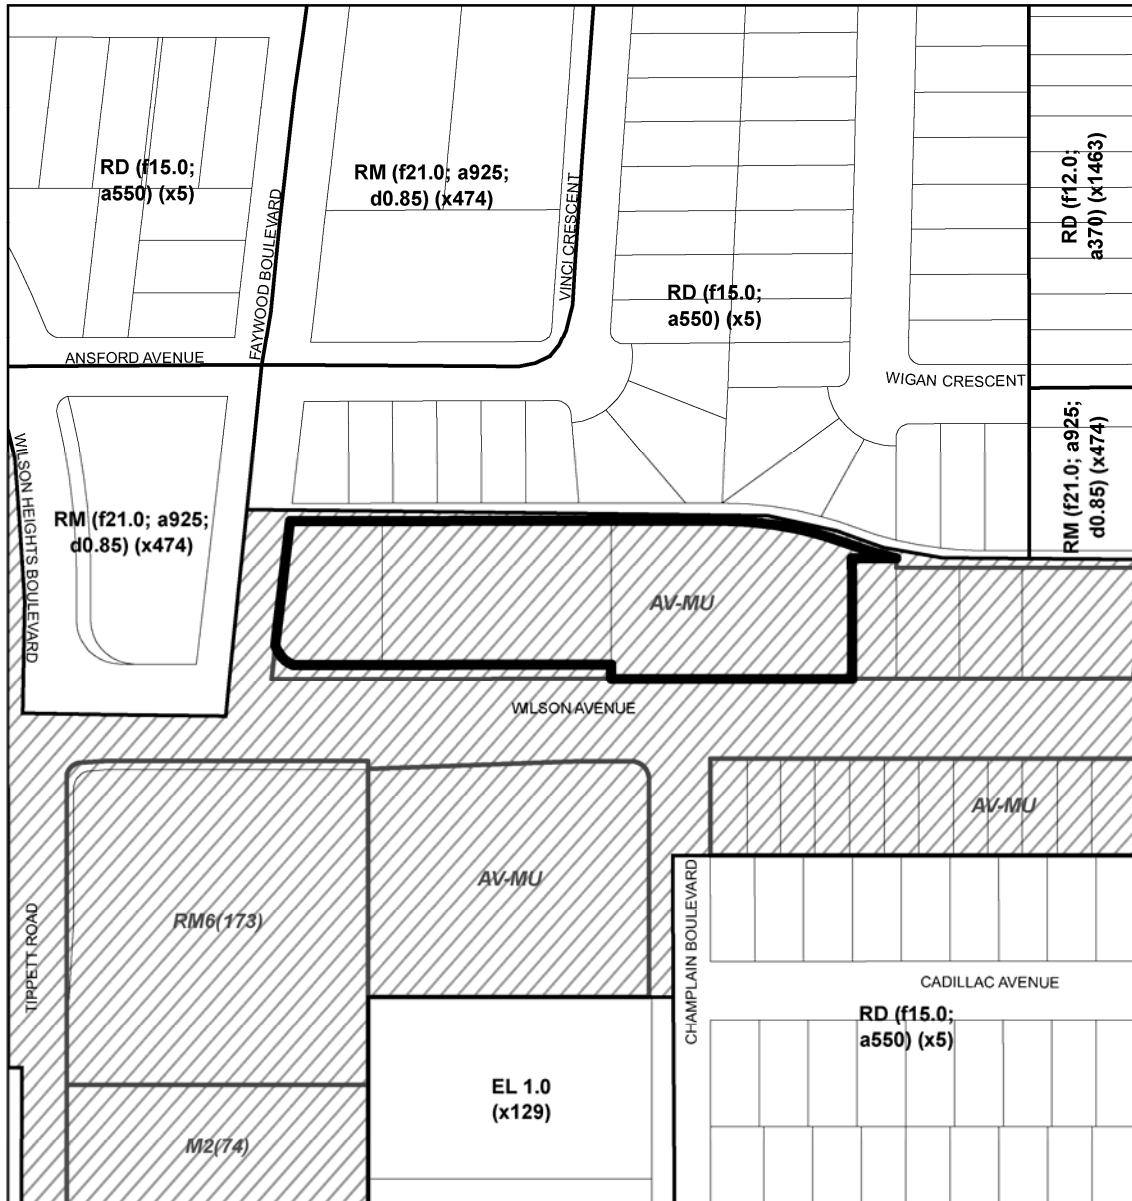 RD (f15.0;
a550) (x5)
RM (f21.0; a925;
d0.85) (x474)
RD (f12.0;
a370) (x1463)
FAYWOOD BOULEVARD
VINCI CRESCENT
RD (f15.0;
a550) (x5)
ANSFORD AVENUE
WIGAN CRESCENT
RM (f21.0; a925;
d0.85) (x474)
WILSON HEIGHTS BOULEVARD
RM (f21.0; a925;
d0.85) (x474)
AV-MU
WILSON AVENUE
AV-MU
AV-MU
RM6(173)
CHAMPLAIN BOULEVARD
TIPPETT ROAD
CADILLAC AVENUE
RD (f15.0;
a550) (x5)
EL 1.0
(x129)
M2(74)